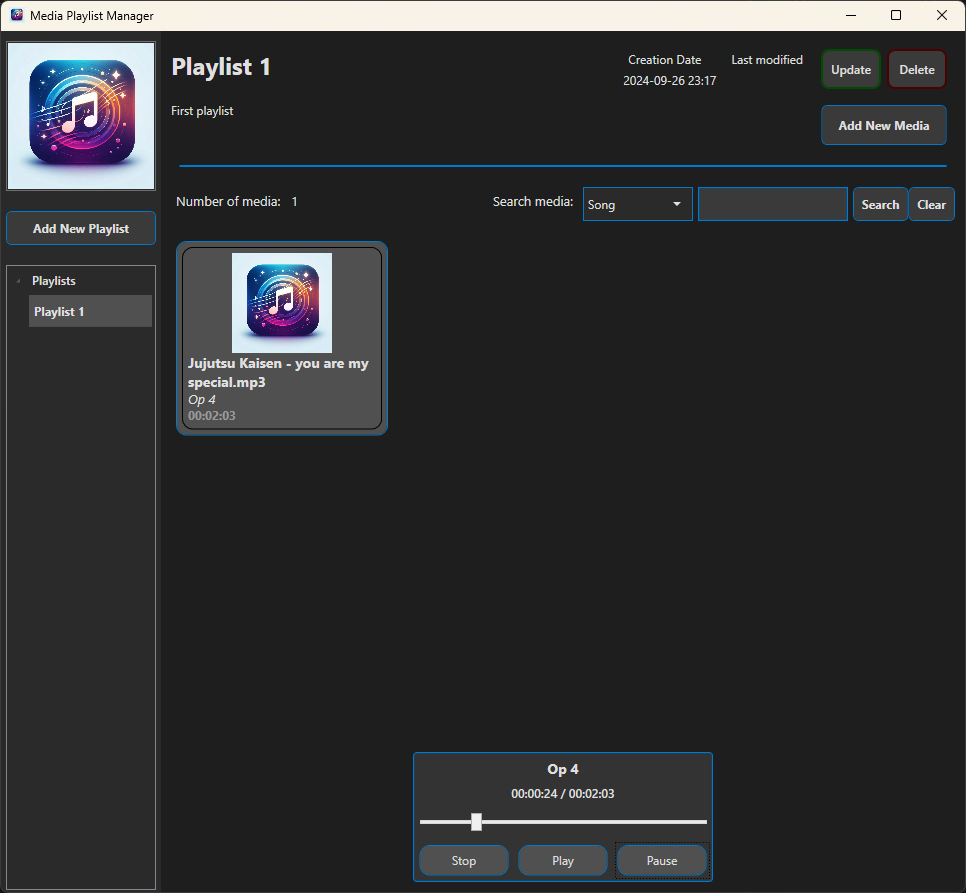 Media Playlist Manager
Playlist 1
Creation Date
Last modified
2024-09-26 23:17
Update
Delete
First playlist
Add New Media
Number of media: 1
Search media:
Song
Search
Clear
Add New Playlist
Playlists
Playlist 1
Jujutsu Kaisen - you are my
special.mp3
Op 4
00:02:03
Op 4
00:00:24 / 00:02:03
Stop
Play
Pause